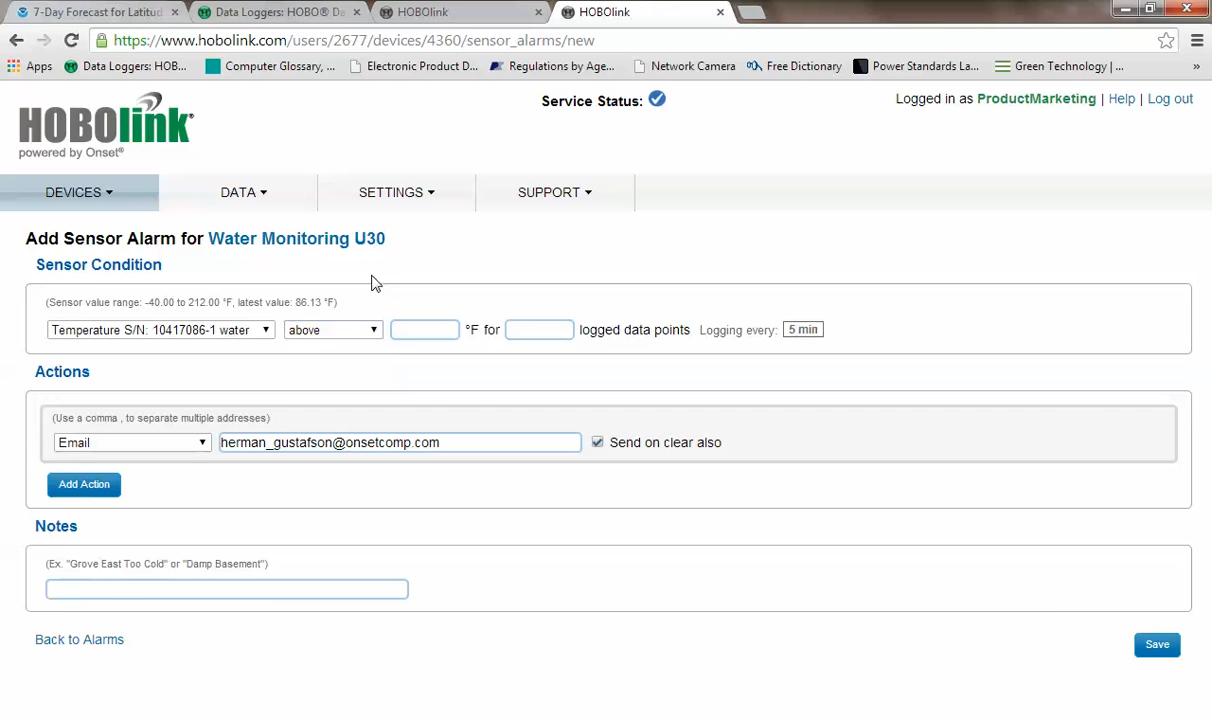 7-Day Forecast for Latitud
Data Loggers: HOBO® Da
HOBOlink
HOBOlink
https://www.hobolink.com/users/2677/devices/4360/sensor_alarms/new
Apps
Data Loggers: HOB...
Computer Glossary, ...
Electronic Product D...
Regulations by Age...
Network Camera
Free Dictionary
Power Standards La...
Green Technology | ...
»
HOBOlink®
powered by Onset®
Service Status:
Logged in as ProductMarketing | Help | Log out
DEVICES
DATA
SETTINGS
SUPPORT
Add Sensor Alarm for Water Monitoring U30
Sensor Condition
(Sensor value range: -40.00 to 212.00 °F, latest value: 86.13 °F)
Temperature S/N: 10417086-1 water above °F for logged data points Logging every: 5 min
Actions
(Use a comma , to separate multiple addresses)
Email herman_gustafson@onsetcomp.com Send on clear also
Add Action
Notes
(Ex. "Grove East Too Cold" or "Damp Basement")
Back to Alarms
Save